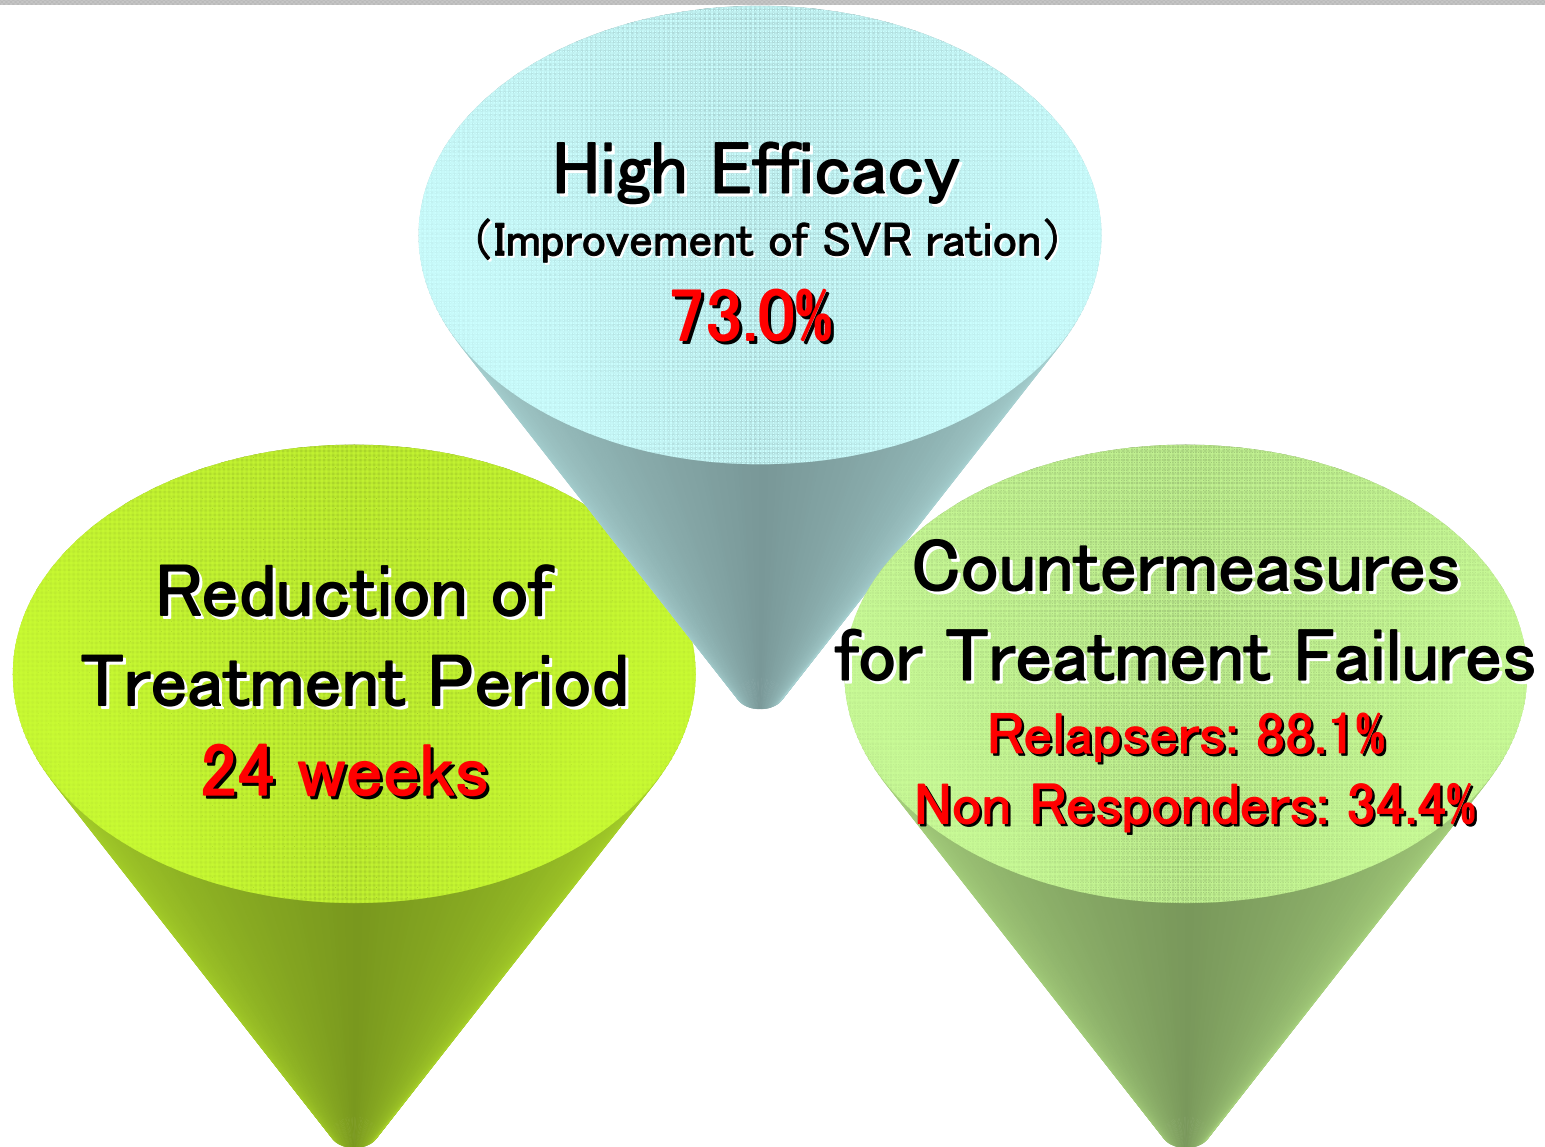 High Efficacy
(Improvement of SVR ration)
73.0%
Reduction of
Treatment Period
24 weeks
Countermeasures
for Treatment Failures
Relapsers: 88.1%
Non Responders: 34.4%